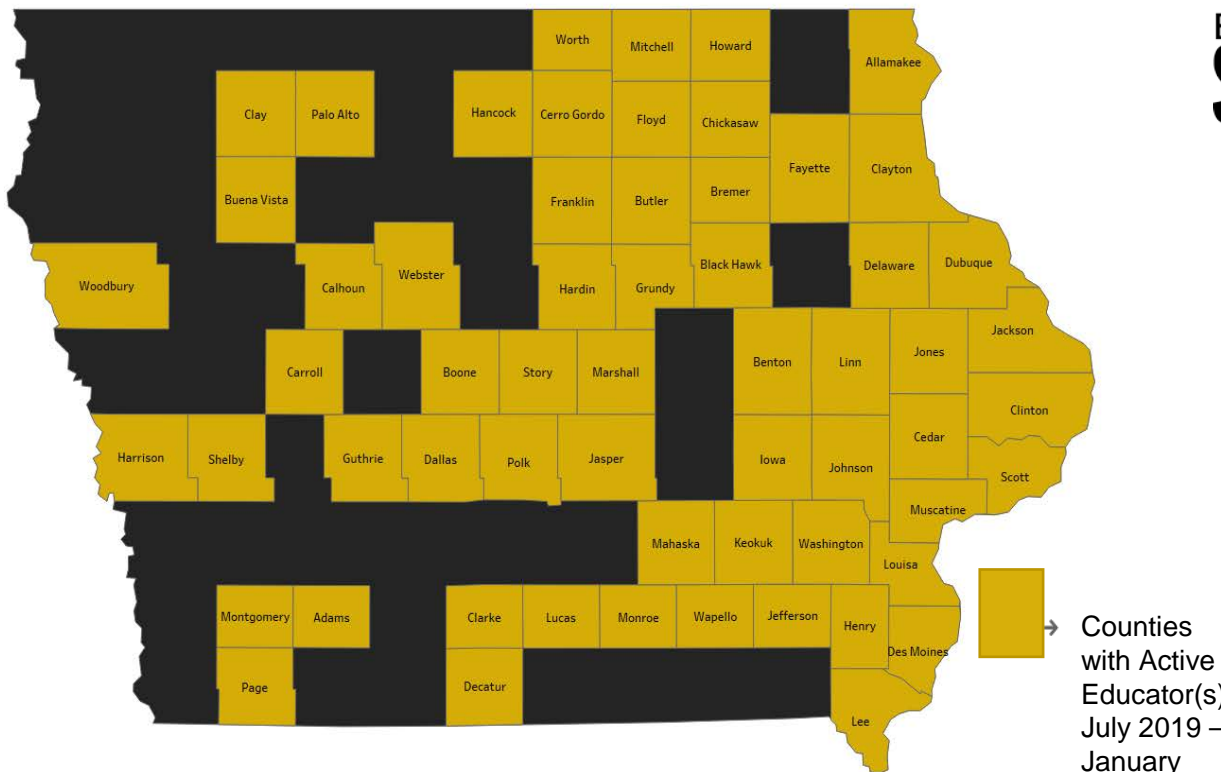 Worth
Mitchell
Howard
Allamakee
Clay
Palo Alto
Hancock
Cerro Gordo
Floyd
Chickasaw
Fayette
Clayton
Buena Vista
Franklin
Butler
Bremer
Woodbury
Calhoun
Webster
Hardin
Grundy
Black Hawk
Delaware
Dubuque
Carroll
Boone
Story
Marshall
Benton
Linn
Jones
Jackson
Clinton
Harrison
Shelby
Guthrie
Dallas
Polk
Jasper
Iowa
Johnson
Cedar
Scott
Muscatine
Mahaska
Keokuk
Washington
Louisa
Montgomery
Adams
Clarke
Lucas
Monroe
Wapello
Jefferson
Henry
Des Moines
Page
Decatur
Lee
Counties
with Active
Educator(s)
July 2019 –
January